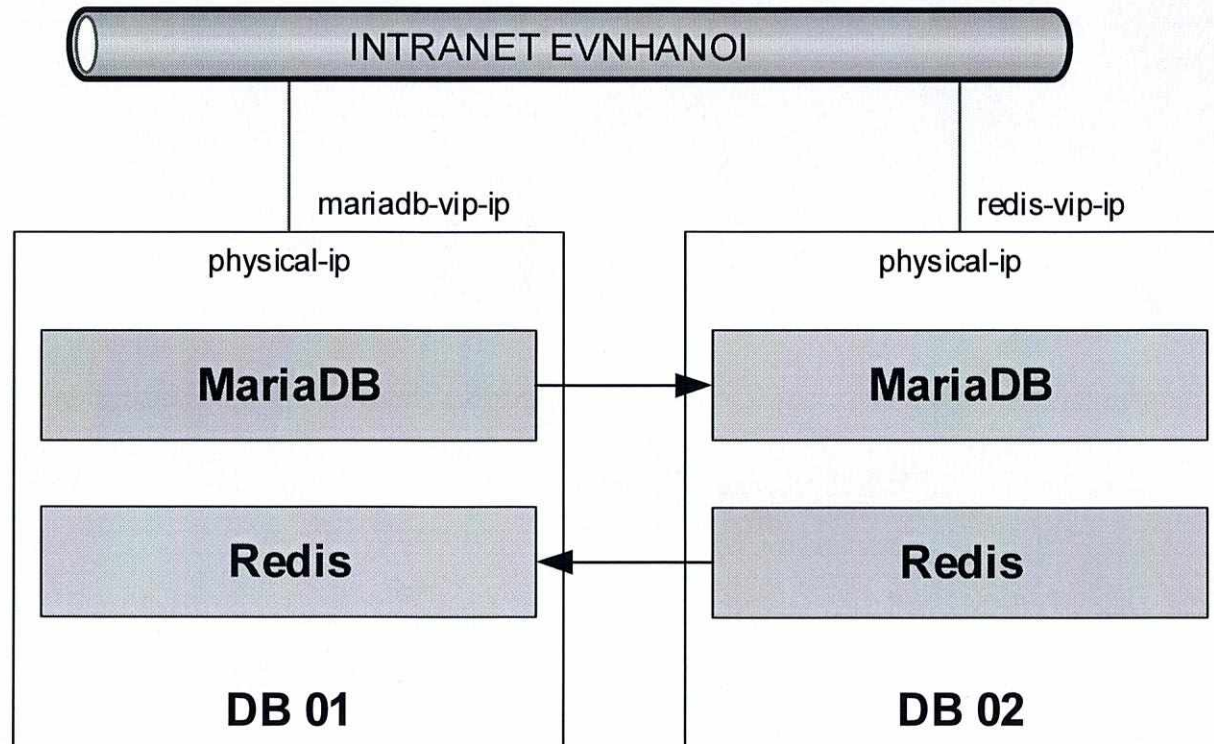 INTRANET EVNHANOI
mariadb-vip-ip
redis-vip-ip
physical-ip
physical-ip
MariaDB
MariaDB
Redis
Redis
DB 01
DB 02